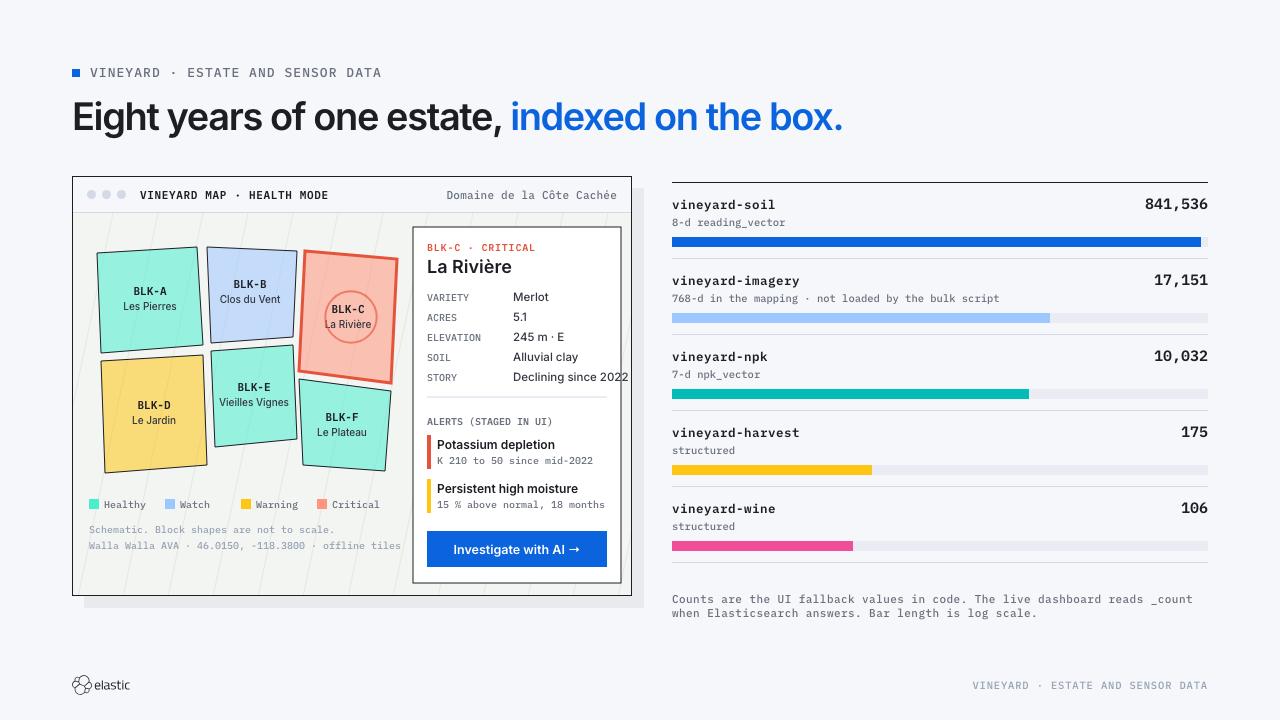 VINEYARD · ESTATE AND SENSOR DATA
Eight years of one estate, indexed on the box.
VINEYARD MAP · HEALTH MODE
Domaine de la Côte Cachée
BLK-A
Les Pierres
BLK-B
Clos du Vent
BLK-C
La Rivière
BLK-D
Le Jardin
BLK-E
Vieilles Vignes
BLK-F
Le Plateau
Healthy Watch Warning Critical
Schematic. Block shapes are not to scale.
Walla Walla AVA · 46.0150, -118.3800 · offline tiles
BLK-C · CRITICAL
La Rivière
VARIETY Merlot
ACRES 5.1
ELEVATION 245 m · E
SOIL Alluvial clay
STORY Declining since 2022
ALERTS (STAGED IN UI)
Potassium depletion
K 210 to 50 since mid-2022
Persistent high moisture
15 % above normal, 18 months
Investigate with AI →
vineyard-soil 841,536
8-d reading_vector
vineyard-imagery 17,151
768-d in the mapping · not loaded by the bulk script
vineyard-npk 10,032
7-d npk_vector
vineyard-harvest 175
structured
vineyard-wine 106
structured
Counts are the UI fallback values in code. The live dashboard reads _count
when Elasticsearch answers. Bar length is log scale.
elastic
VINEYARD · ESTATE AND SENSOR DATA